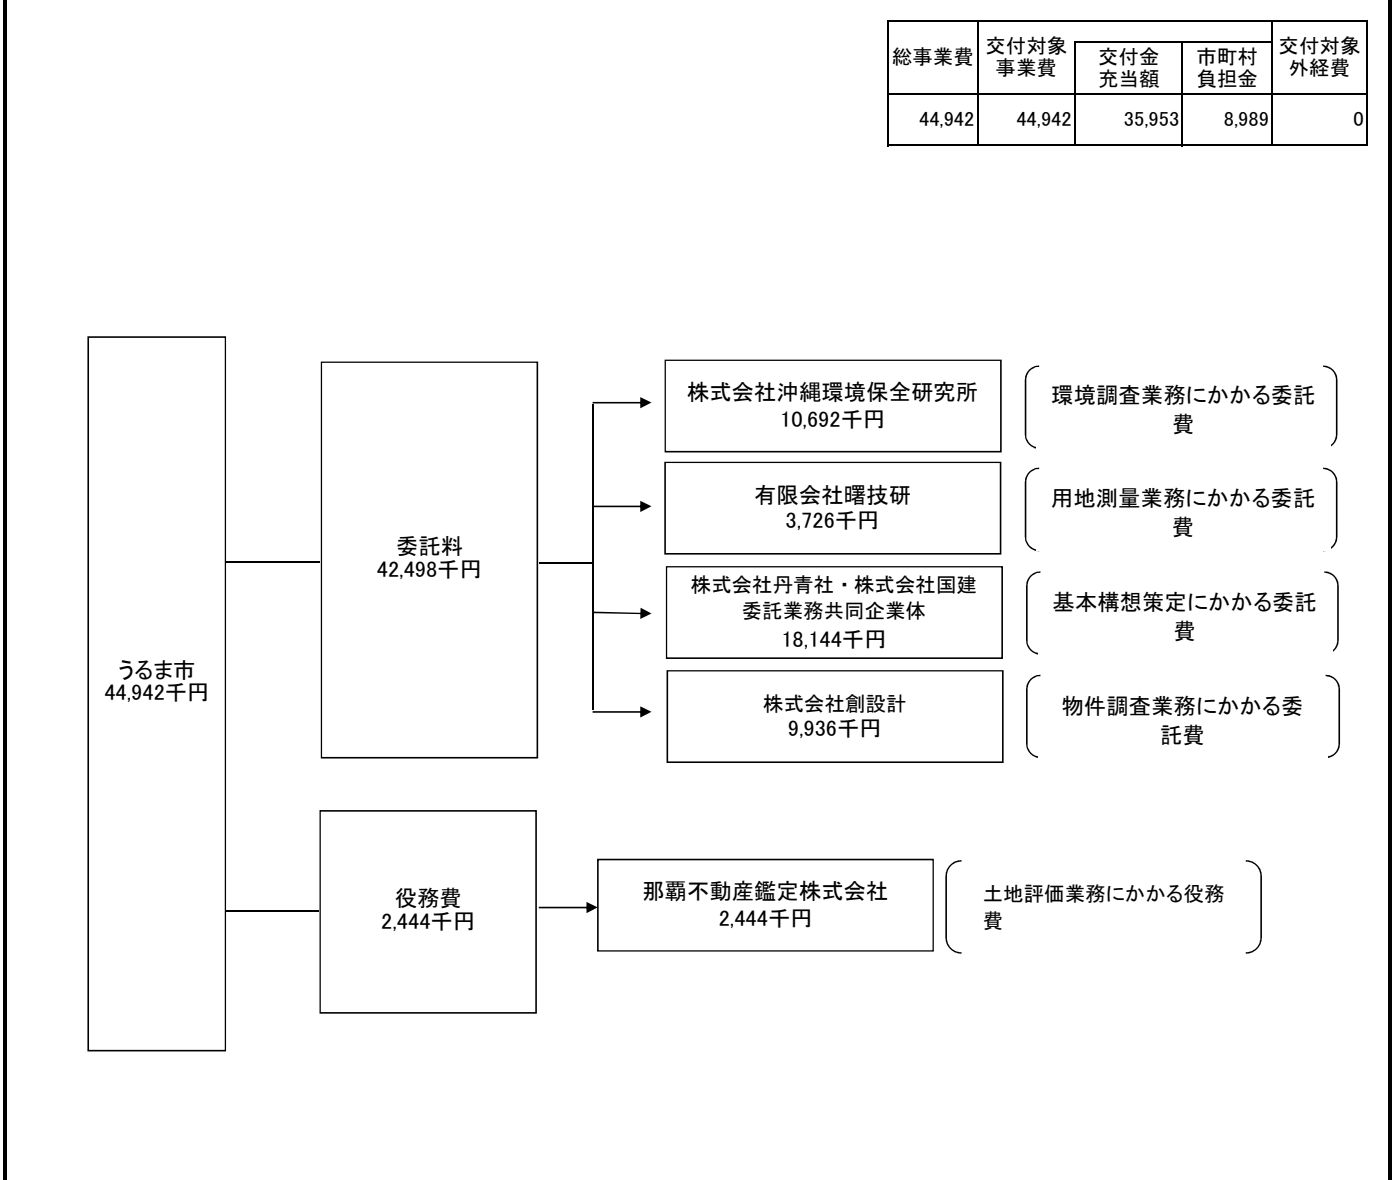 総事業費
交付対象
事業費
交付金
充当額
市町村
負担金
交付対象
外経費
44,942
44,942
35,953
8,989
0
うるま市
44,942千円
委託料
42,498千円
株式会社沖縄環境保全研究所
10,692千円
環境調査業務にかかる委託
費
有限会社曙技研
3,726千円
用地測量業務にかかる委託
費
株式会社丹青社・株式会社国建
委託業務共同企業体
18,144千円
基本構想策定にかかる委託
費
株式会社創設計
9,936千円
物件調査業務にかかる委
託費
役務費
2,444千円
那覇不動産鑑定株式会社
2,444千円
土地評価業務にかかる役務
費